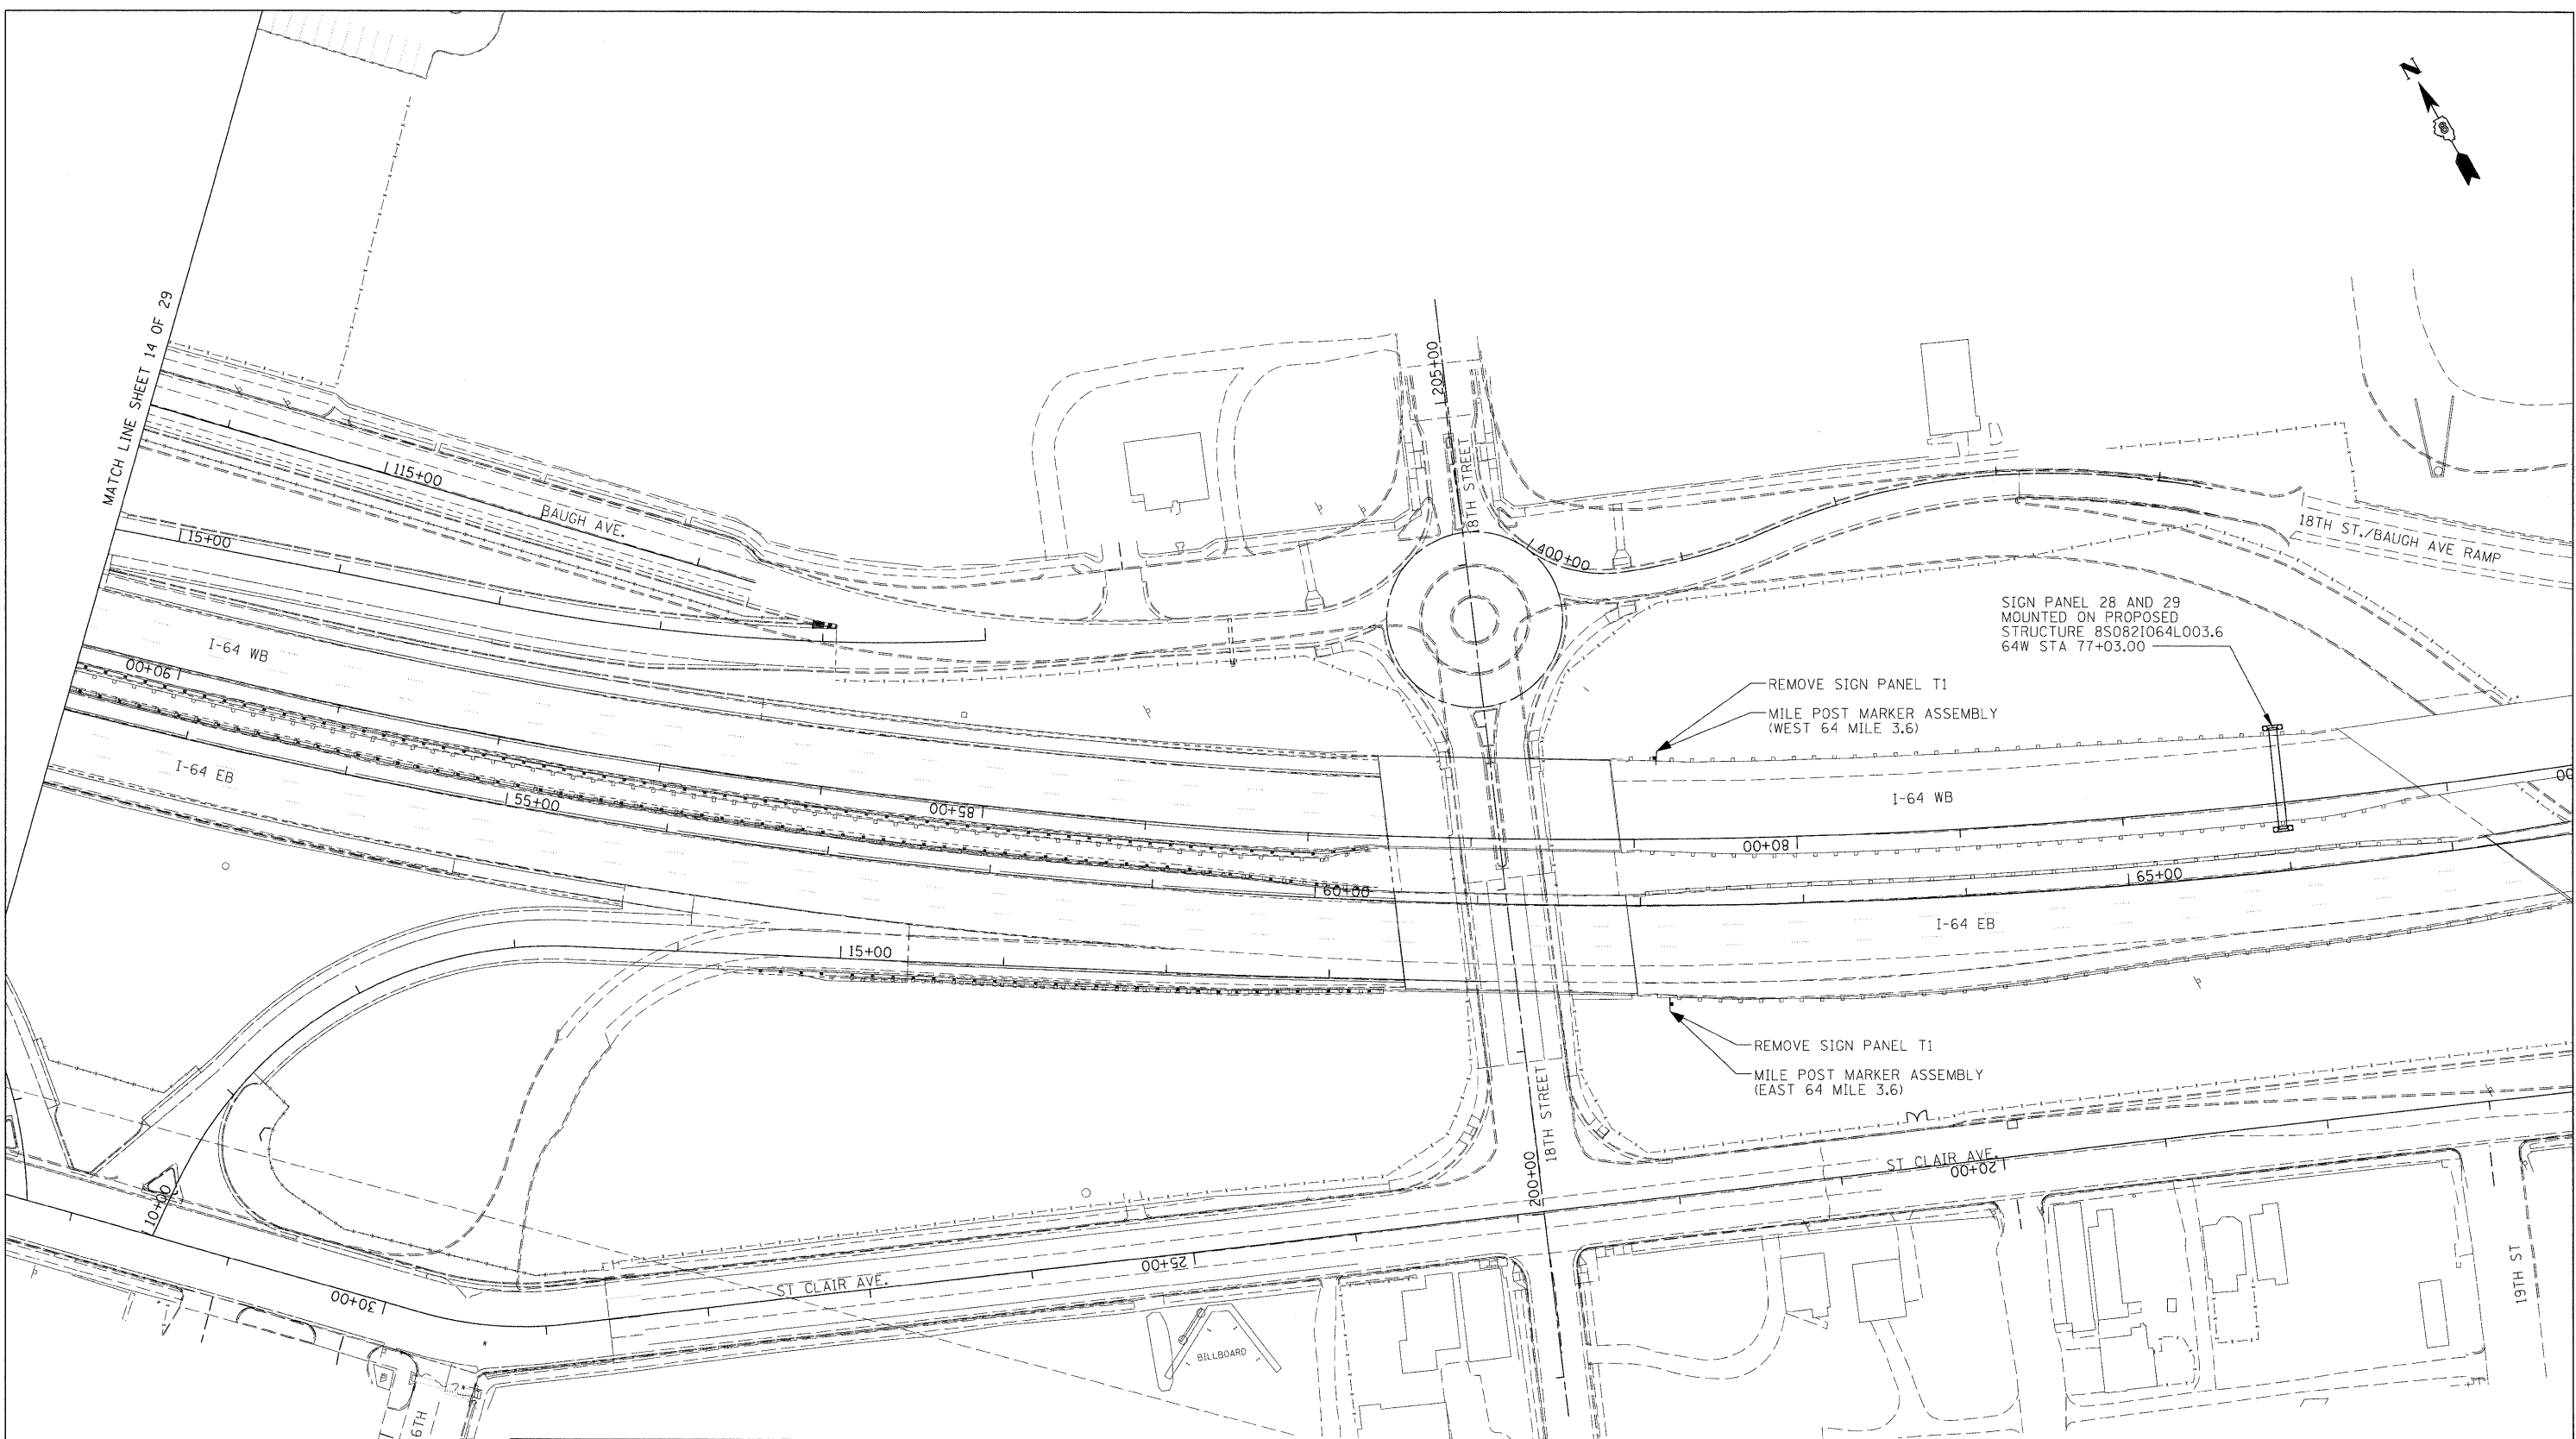 N
8
MATCH LINE SHEET 14 OF 29
205+00
18TH STREET
115+00
BAUGH AVE.
15+00
400+00
18TH ST./BAUGH AVE RAMP
SIGN PANEL 28 AND 29
MOUNTED ON PROPOSED
STRUCTURE 8S082I064L003.6
64W STA 77+03.00
I-64 WB
90+00
REMOVE SIGN PANEL T1
MILE POST MARKER ASSEMBLY
(WEST 64 MILE 3.6)
I-64 EB
55+00
85+00
I-64 WB
80+00
00
60+00
65+00
I-64 EB
15+00
REMOVE SIGN PANEL T1
MILE POST MARKER ASSEMBLY
(EAST 64 MILE 3.6)
18TH STREET
200+00
ST CLAIR AVE.
20+00
10+00
25+00
ST CLAIR AVE.
30+00
BILLBOARD
19TH ST
6TH
T